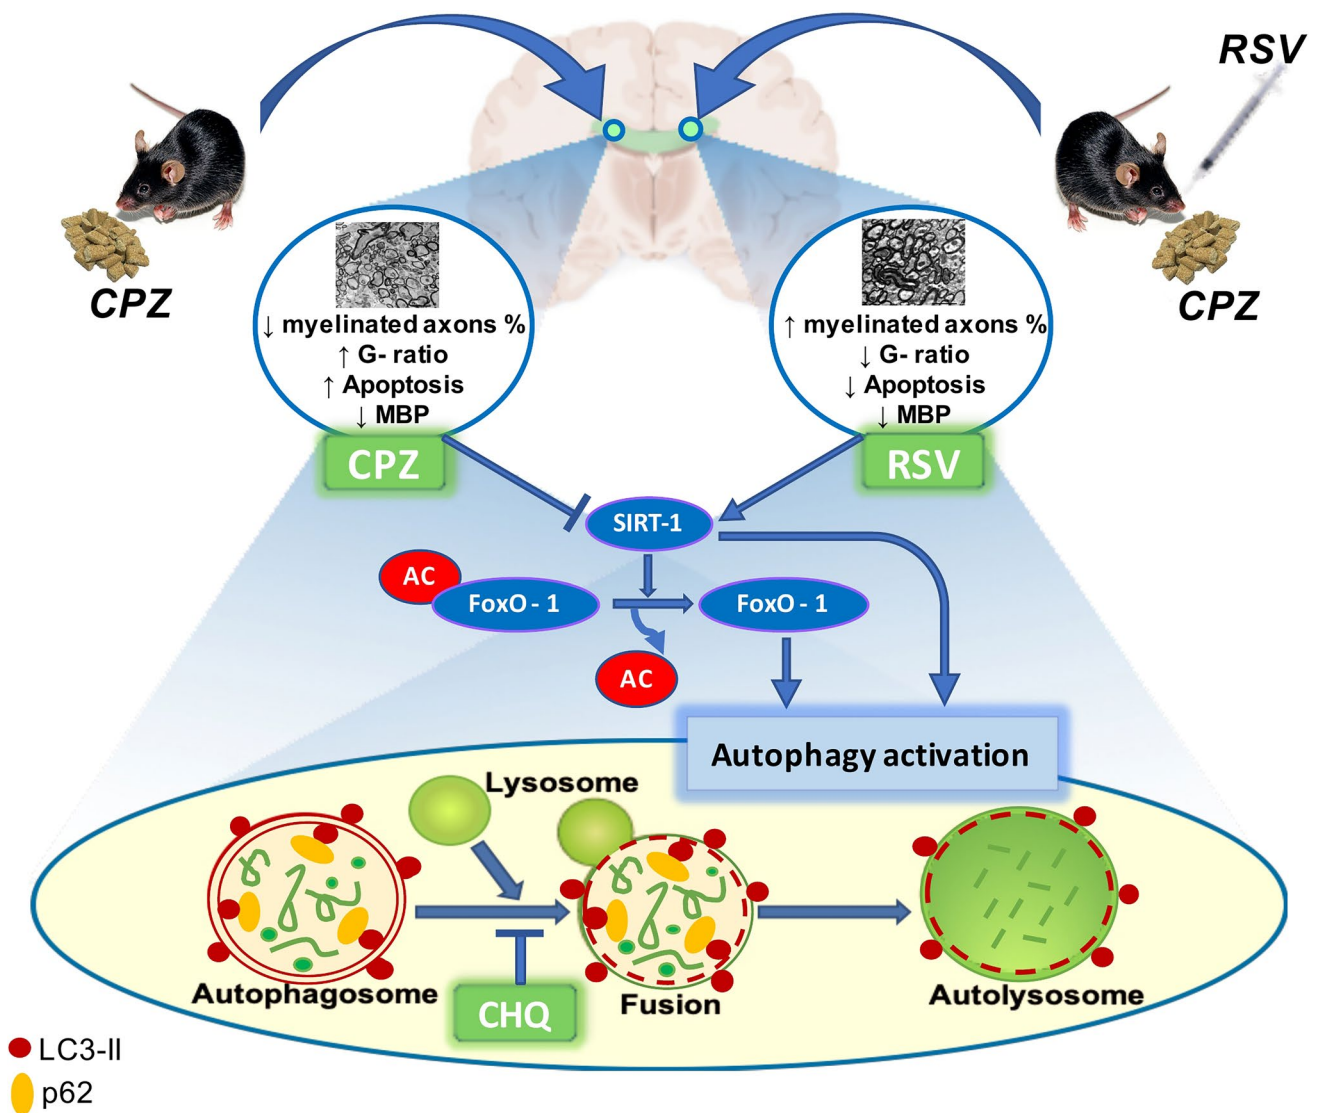 RSV
CPZ
CPZ
↓ myelinated axons %
↑ G- ratio
↑ Apoptosis
↓ MBP
↑ myelinated axons %
↓ G- ratio
↓ Apoptosis
↓ MBP
CPZ
RSV
SIRT-1
AC
FoxO - 1
FoxO - 1
AC
Autophagy activation
Lysosome
Autophagosome
CHQ
Fusion
Autolysosome
LC3-II
p62